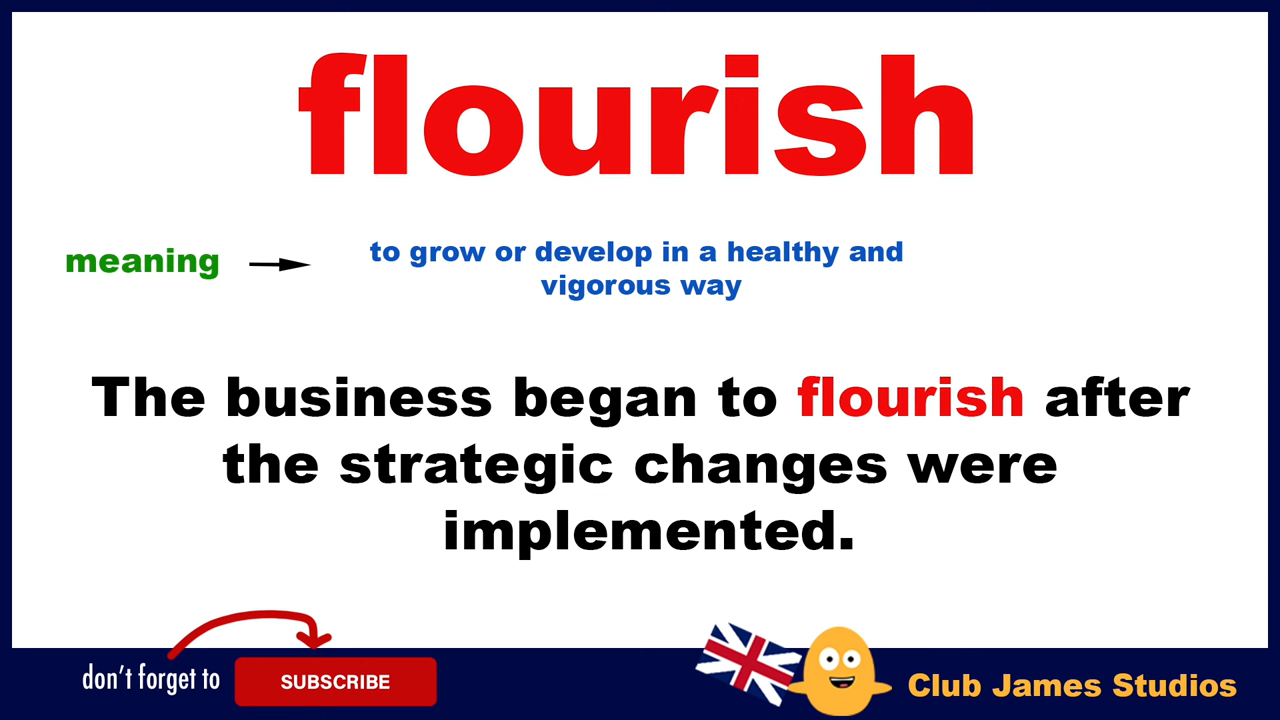 flourish
meaning
to grow or develop in a healthy and
vigorous way
The business began to flourish after
the strategic changes were
implemented.
don't forget to
SUBSCRIBE
Club James Studios